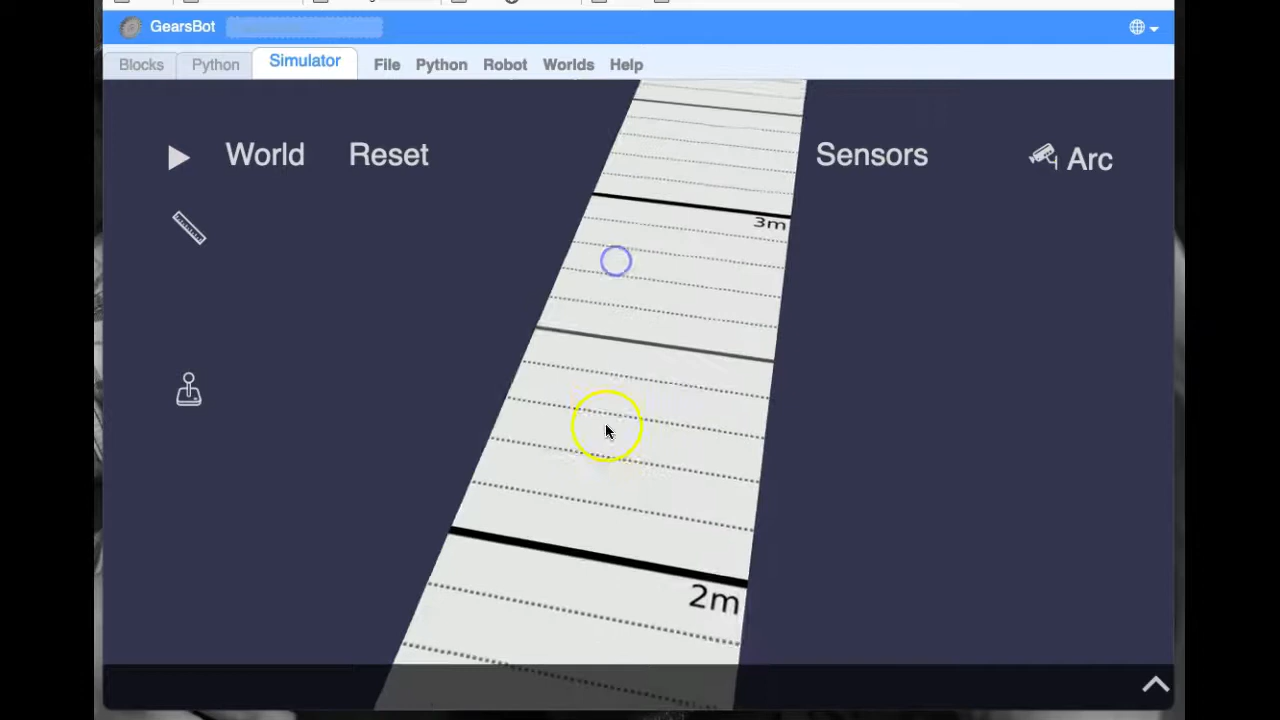 GearsBot
Blocks Python Simulator File Python Robot Worlds Help
World Reset Sensors Arc
3m
2m